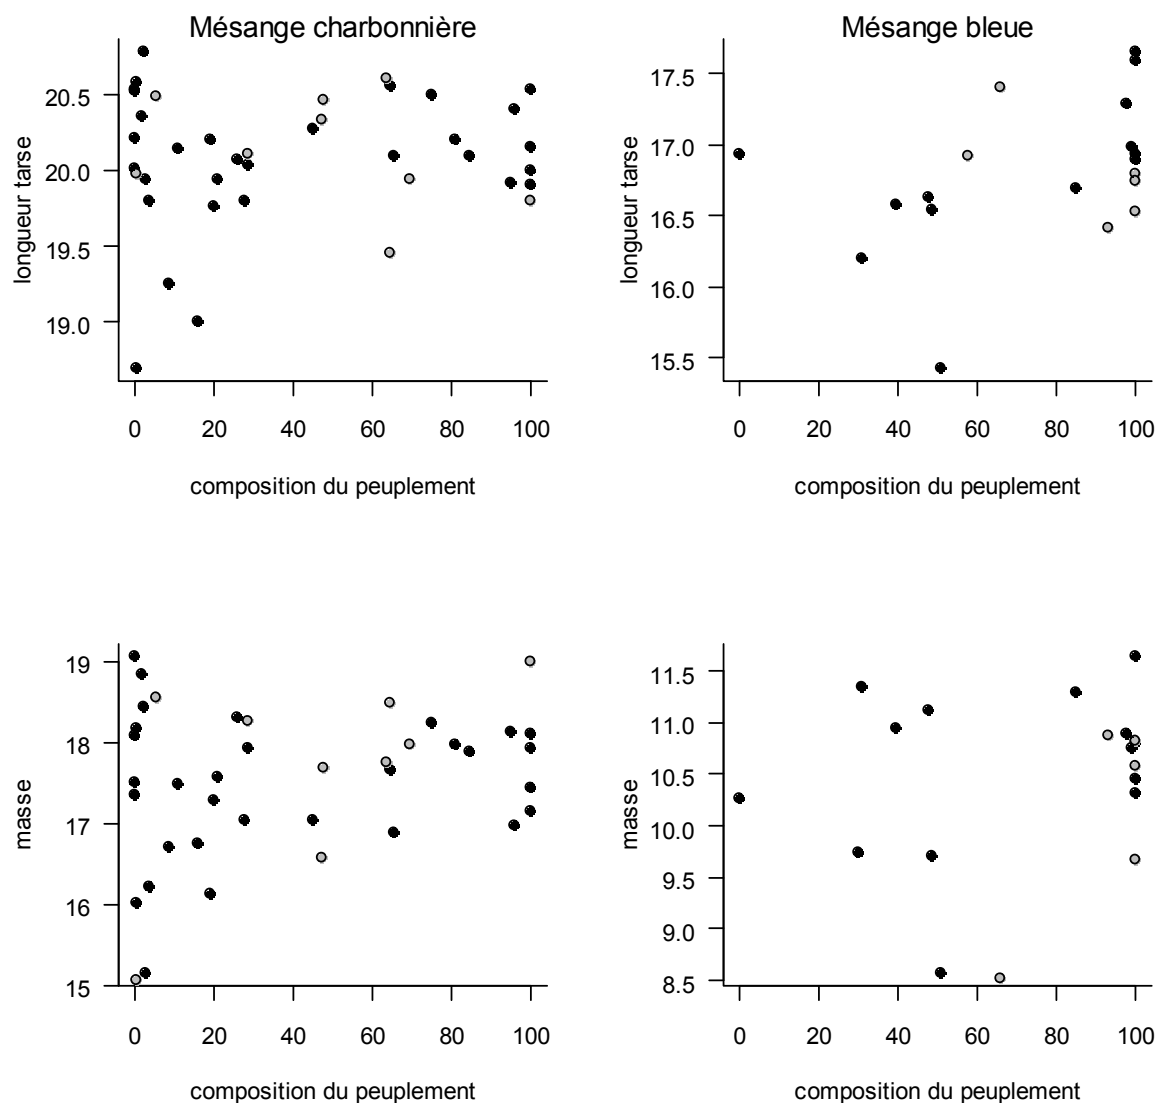 Mésange charbonnière
Mésange bleue
longueur tarse
20.5
20.0
19.5
19.0
0 20 40 60 80 100
composition du peuplement
longueur tarse
17.5
17.0
16.5
16.0
15.5
0 20 40 60 80 100
composition du peuplement
masse
19
18
17
16
15
0 20 40 60 80 100
composition du peuplement
masse
11.5
11.0
10.5
10.0
9.5
9.0
8.5
0 20 40 60 80 100
composition du peuplement